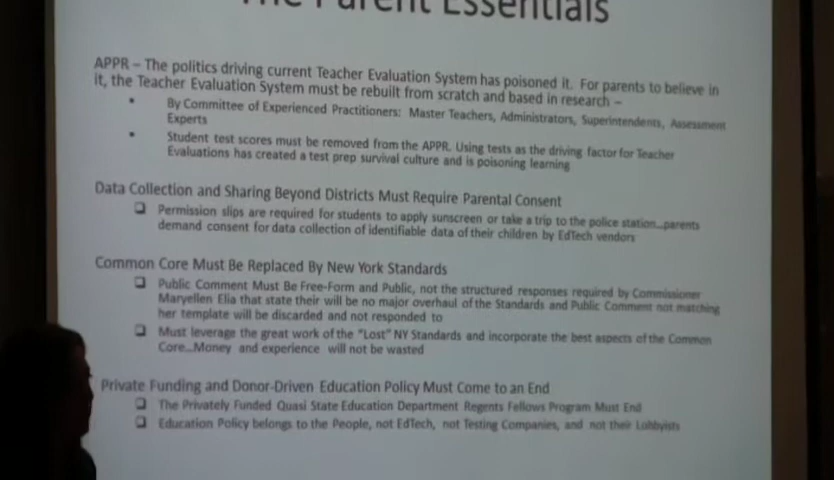 The Parent Essentials
APPR – The politics driving current Teacher Evaluation System has poisoned it. For parents to believe in
it, the Teacher Evaluation System must be rebuilt from scratch and based in research –
• By Committee of Experienced Practitioners: Master Teachers, Administrators, Superintendents, Assessment
Experts
• Student test scores must be removed from the APPR. Using tests as the driving factor for Teacher
Evaluations has created a test prep survival culture and is poisoning learning
Data Collection and Sharing Beyond Districts Must Require Parental Consent
❑ Permission slips are required for students to apply sunscreen or take a trip to the police station...parents
demand consent for data collection of identifiable data of their children by EdTech vendors
Common Core Must Be Replaced By New York Standards
❑ Public Comment Must Be Free-Form and Public, not the structured responses required by Commissioner
Maryellen Elia that state their will be no major overhaul of the Standards and Public Comment not matching
her template will be discarded and not responded to
❑ Must leverage the great work of the "Lost" NY Standards and incorporate the best aspects of the Common
Core...Money and experience will not be wasted
Private Funding and Donor-Driven Education Policy Must Come to an End
❑ The Privately Funded Quasi State Education Department Regents Fellows Program Must End
❑ Education Policy belongs to the People, not EdTech, not Testing Companies, and not their Lobbyists